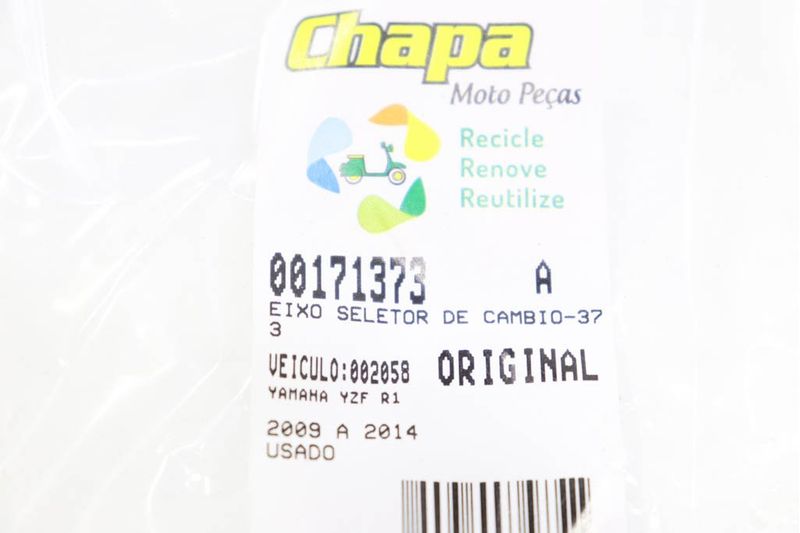 Chapa
Moto Peças
Recicle
Renove
Reutilize
00171373 A
EIXO SELETOR DE CAMBIO-37
3
VEICULO:002058 ORIGINAL
YAMAHA YZF R1
2009 A 2014
USADO